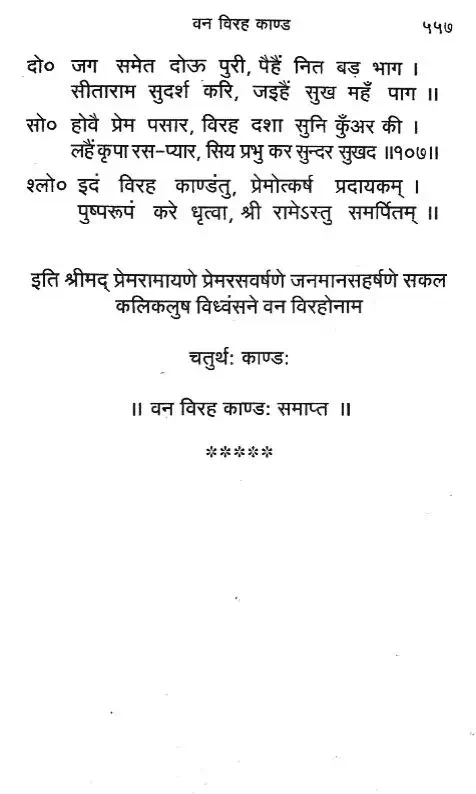 वन विरह काण्ड ५५७
दो० जग समेत दोऊ पुरी, पैहैं नित बड़ भाग ।
सीताराम सुदर्श करि, जइहैं सुख महँ पाग ॥
सो० होवै प्रेम पसार, विरह दशा सुनि कुँअर की ।
लहैं कृपा रस-प्यार, सिय प्रभु कर सुन्दर सुखद ॥१०७॥
श्लो० इदं विरह काण्डंतु, प्रेमोत्कर्ष प्रदायकम् ।
पुष्परूपं करे धृत्वा, श्री रामेऽस्तु समर्पितम् ॥
इति श्रीमद् प्रेमरामायणे प्रेमरसवर्षणे जनमानसहर्षणे सकल
कलिकलुष विध्वंसने वन विरहोनाम
चतुर्थ: काण्ड:
॥ वन विरह काण्ड: समाप्त ॥
*****